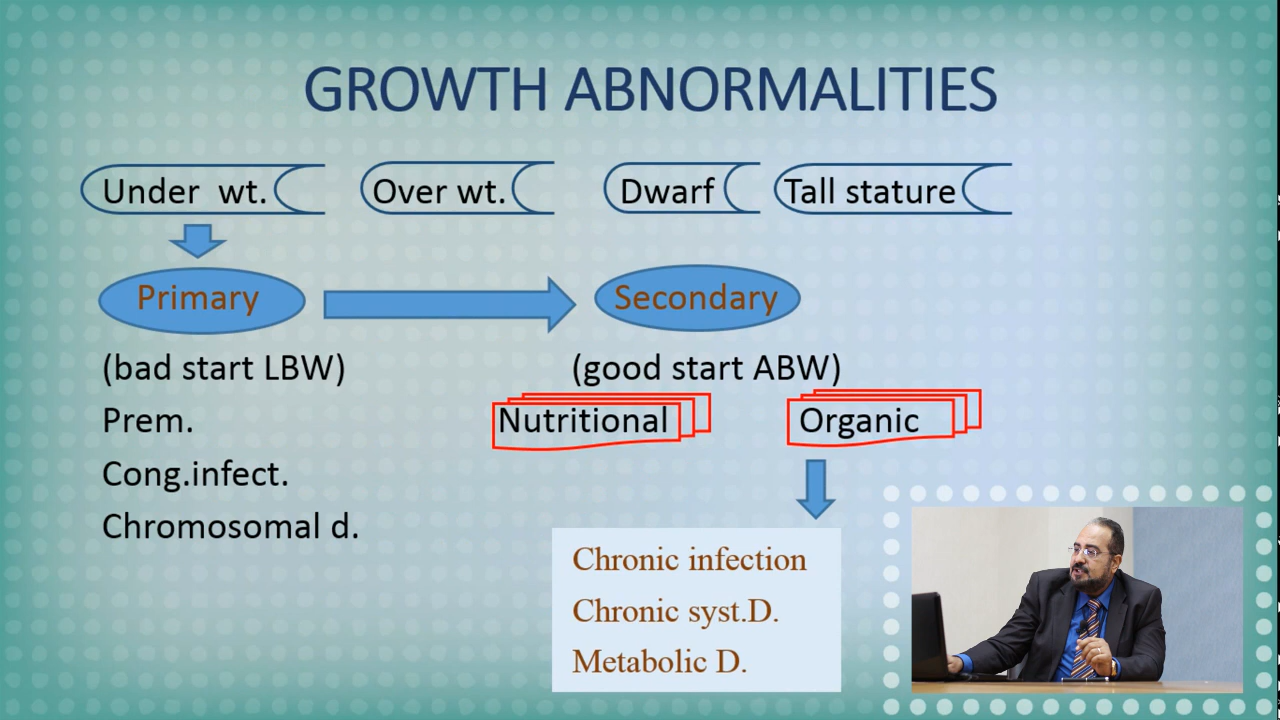 GROWTH ABNORMALITIES
Under wt. Over wt. Dwarf Tall stature
Primary Secondary
(bad start LBW) (good start ABW)
Prem. Nutritional Organic
Cong.infect.
Chromosomal d.
Chronic infection
Chronic syst.D.
Metabolic D.